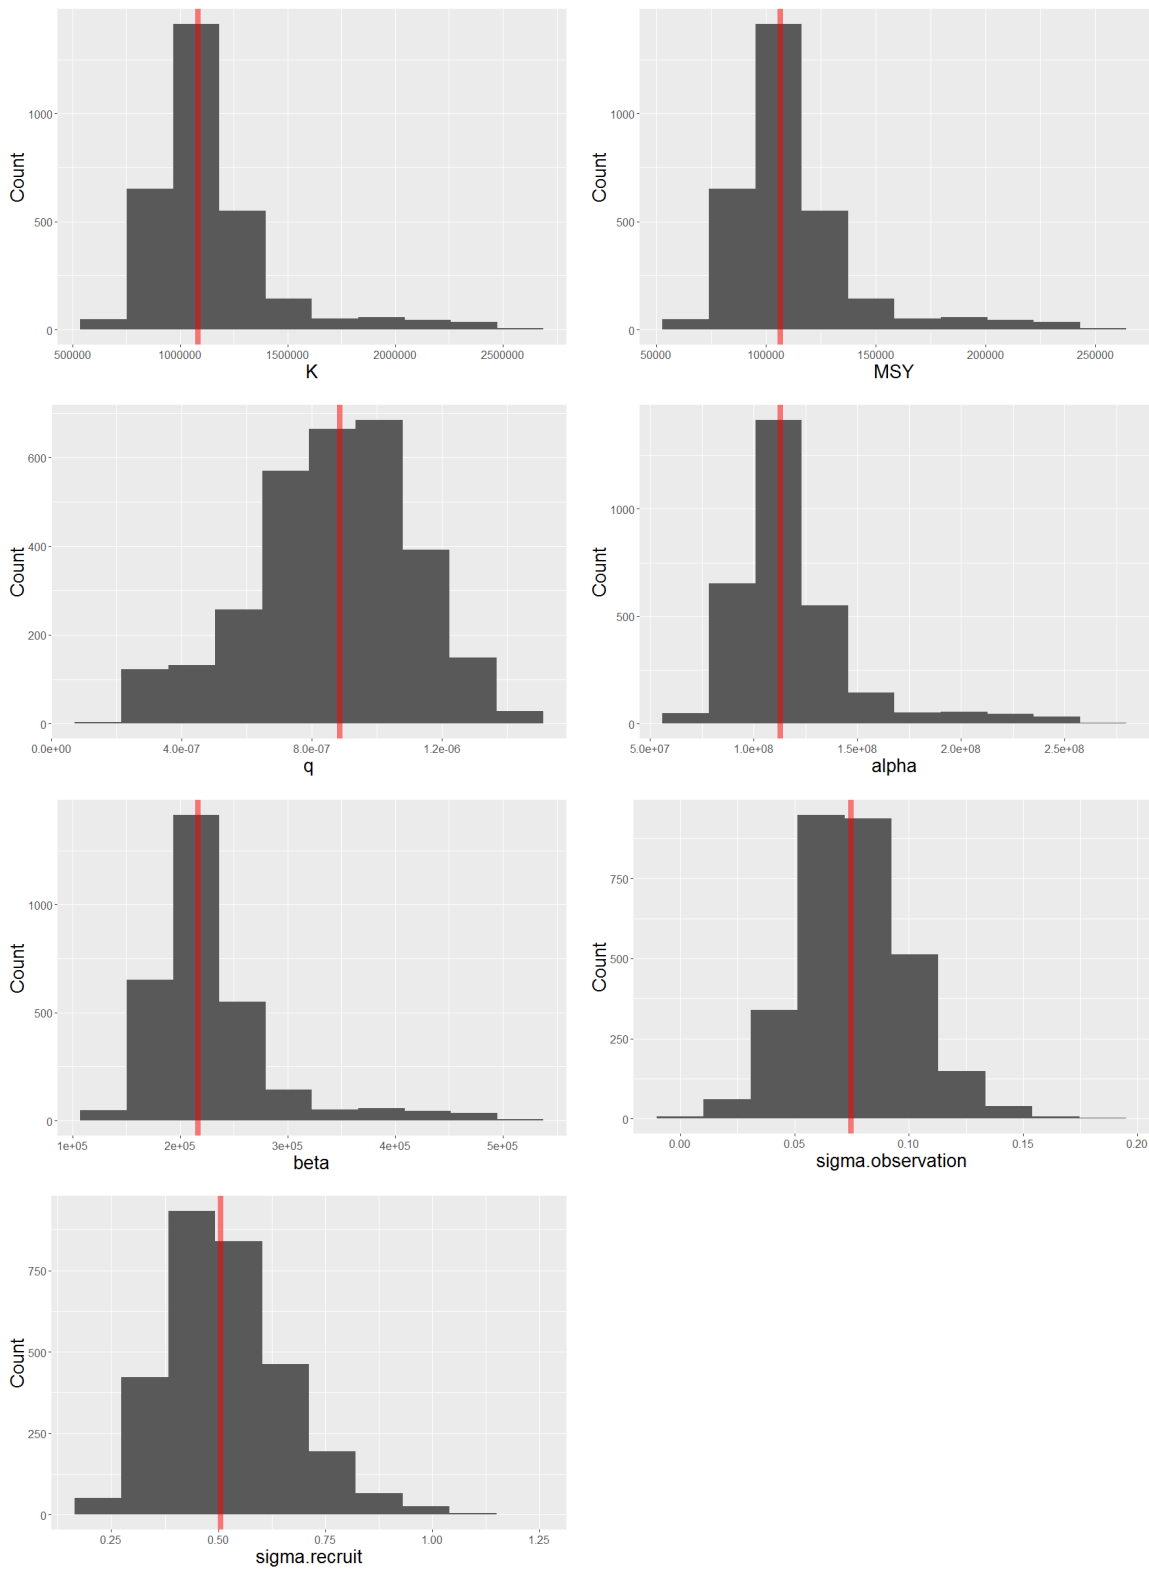 Count
1000
500
0
500000 1000000 1500000 2000000 2500000
K
Count
1000
500
0
50000 100000 150000 200000 250000
MSY
Count
600
400
200
0
0.0e+00 4.0e-07 8.0e-07 1.2e-06
q
Count
1000
500
0
5.0e+07 1.0e+08 1.5e+08 2.0e+08 2.5e+08
alpha
Count
1000
500
0
1e+05 2e+05 3e+05 4e+05 5e+05
beta
Count
750
500
250
0
0.00 0.05 0.10 0.15 0.20
sigma.observation
Count
750
500
250
0
0.25 0.50 0.75 1.00 1.25
sigma.recruit